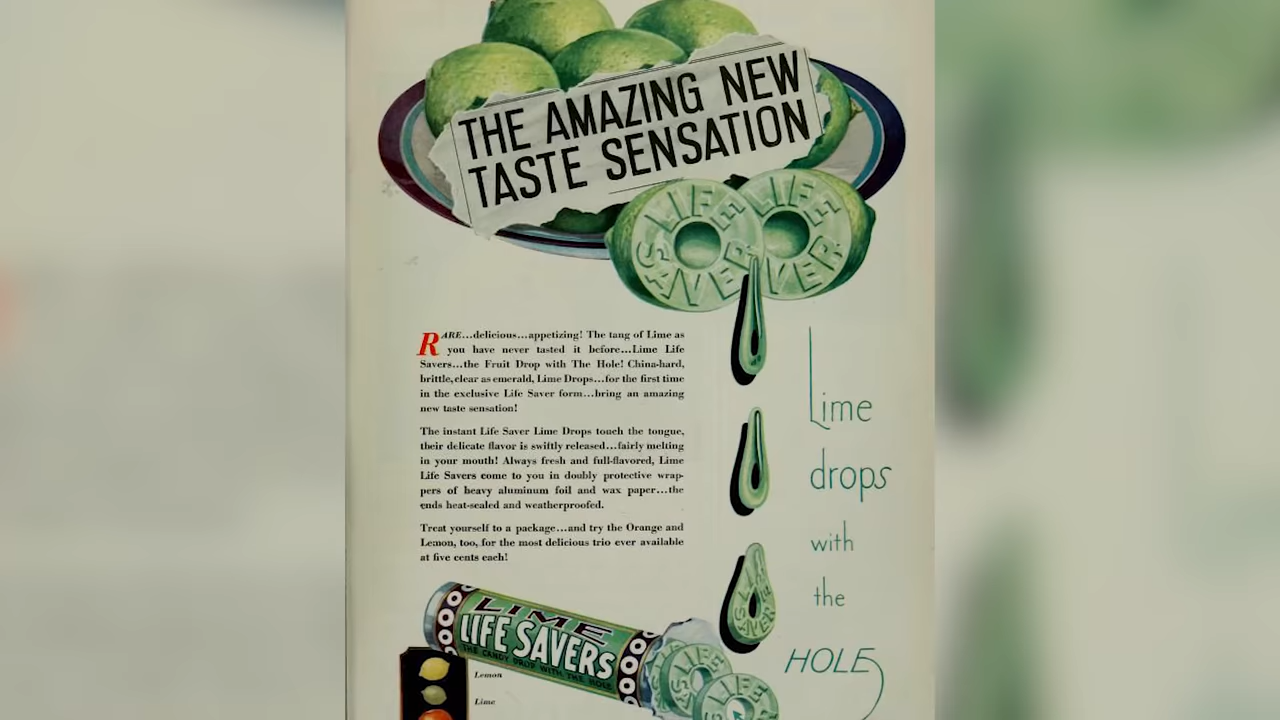 THE AMAZING NEW
TASTE SENSATION
LIFE SAVER
LIFE SAVER
RARE...delicious...appetizing! The tang of Lime as
you have never tasted it before...Lime Life
Savers...the Fruit Drop with The Hole! China-hard,
brittle, clear as emerald, Lime Drops...for the first time
in the exclusive Life Saver form...bring an amazing
new taste sensation!
The instant Life Saver Lime Drops touch the tongue,
their delicate flavor is swiftly released...fairly melting
in your mouth! Always fresh and full-flavored, Lime
Life Savers come to you in doubly protective wrap-
pers of heavy aluminum foil and wax paper...the
ends heat-sealed and weatherproofed.
Treat yourself to a package...and try the Orange and
Lemon, too, for the most delicious trio ever available
at five cents each!
Lime
drops
with
the
HOLE
LIME
LIFE SAVERS
THE CANDY DROP WITH THE HOLE
LIFE
LIFE
Lemon
Lime